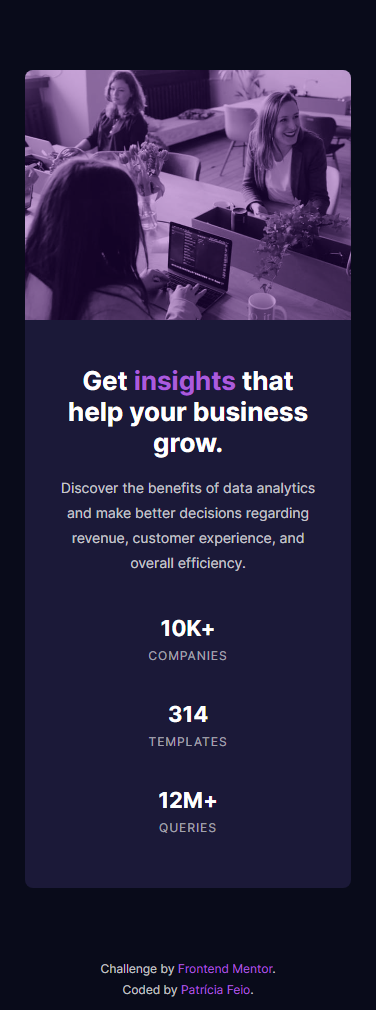 Get insights that
help your business
grow.
Discover the benefits of data analytics
and make better decisions regarding
revenue, customer experience, and
overall efficiency.
10K+
COMPANIES
314
TEMPLATES
12M+
QUERIES
Challenge by Frontend Mentor.
Coded by Patrícia Feio.